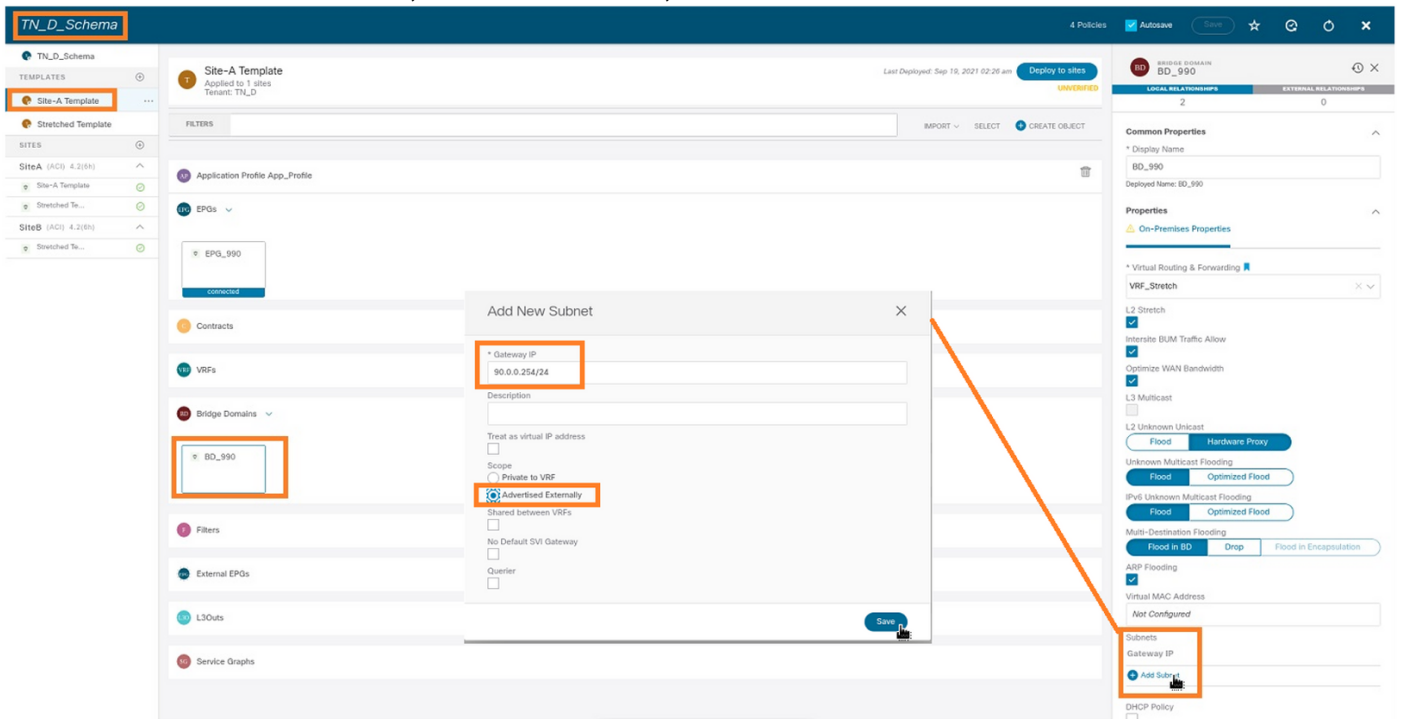 TN_D_Schema
4 Policies
Autosave
Save
TN_D_Schema
TEMPLATES
Site-A Template
...
Stretched Template
SITES
SiteA (ACI) 4.2(6h)
Site-A Template
Stretched Te...
SiteB (ACI) 4.2(6h)
Stretched Te...
T
Site-A Template
Applied to 1 sites
Tenant: TN_D
Last Deployed: Sep 19, 2021 02:26 am
Deploy to sites
UNVERIFIED
FILTERS
IMPORT
SELECT
CREATE OBJECT
AP
Application Profile App_Profile
EPG
EPGs
EPG_990
connected
Contracts
VRF
VRFs
BD
Bridge Domains
BD_990
F
Filters
External EPGs
L3O
L3Outs
SG
Service Graphs
Add New Subnet
* Gateway IP
90.0.0.254/24
Description
Treat as virtual IP address
Scope
Private to VRF
Advertised Externally
Shared between VRFs
No Default SVI Gateway
Querier
Save
BD
BRIDGE DOMAIN
BD_990
LOCAL RELATIONSHIPS
EXTERNAL RELATIONSHIPS
2
0
Common Properties
* Display Name
BD_990
Deployed Name: BD_990
Properties
On-Premises Properties
* Virtual Routing & Forwarding
VRF_Stretch
L2 Stretch
Intersite BUM Traffic Allow
Optimize WAN Bandwidth
L3 Multicast
L2 Unknown Unicast
Flood
Hardware Proxy
Unknown Multicast Flooding
Flood
Optimized Flood
IPv6 Unknown Multicast Flooding
Flood
Optimized Flood
Multi-Destination Flooding
Flood in BD
Drop
Flood in Encapsulation
ARP Flooding
Virtual MAC Address
Not Configured
Subnets
Gateway IP
Add Subnet
DHCP Policy